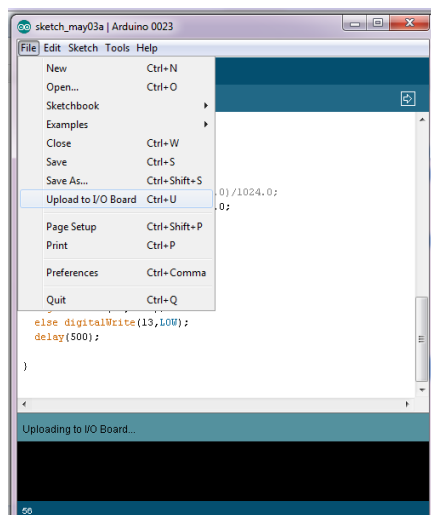 sketch_may03a | Arduino 0023
File Edit Sketch Tools Help
New Ctrl+N
Open... Ctrl+O
Sketchbook
Examples
Close Ctrl+W
Save Ctrl+S
Save As... Ctrl+Shift+S
Upload to I/O Board Ctrl+U
Page Setup Ctrl+Shift+P
Print Ctrl+P
Preferences Ctrl+Comma
Quit Ctrl+Q
.0)/1024.0;
.0;
else digitalWrite(13,LOW);
delay(500);
}
Uploading to I/O Board...
56